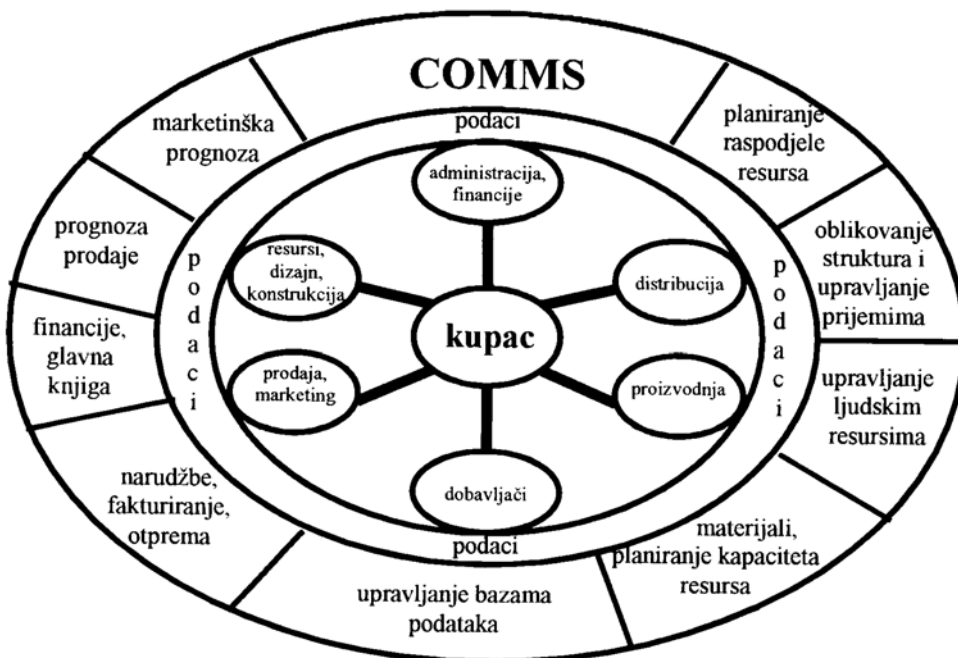 COMMS
podaci
marketinška
prognoza
planiranje
raspodjele
resursa
administracija,
financije
prognoza
prodaje
podaci
resursi,
dizajn,
konstrukcija
distribucija
podaci
oblikovanje
struktura i
upravljanje
prijemima
kupac
financije,
glavna
knjiga
prodaja,
marketing
proizvodnja
upravljanje
ljudskim
resursima
dobavljači
narudžbe,
fakturiranje,
otprema
podaci
materijali,
planiranje kapaciteta
resursa
upravljanje bazama
podataka